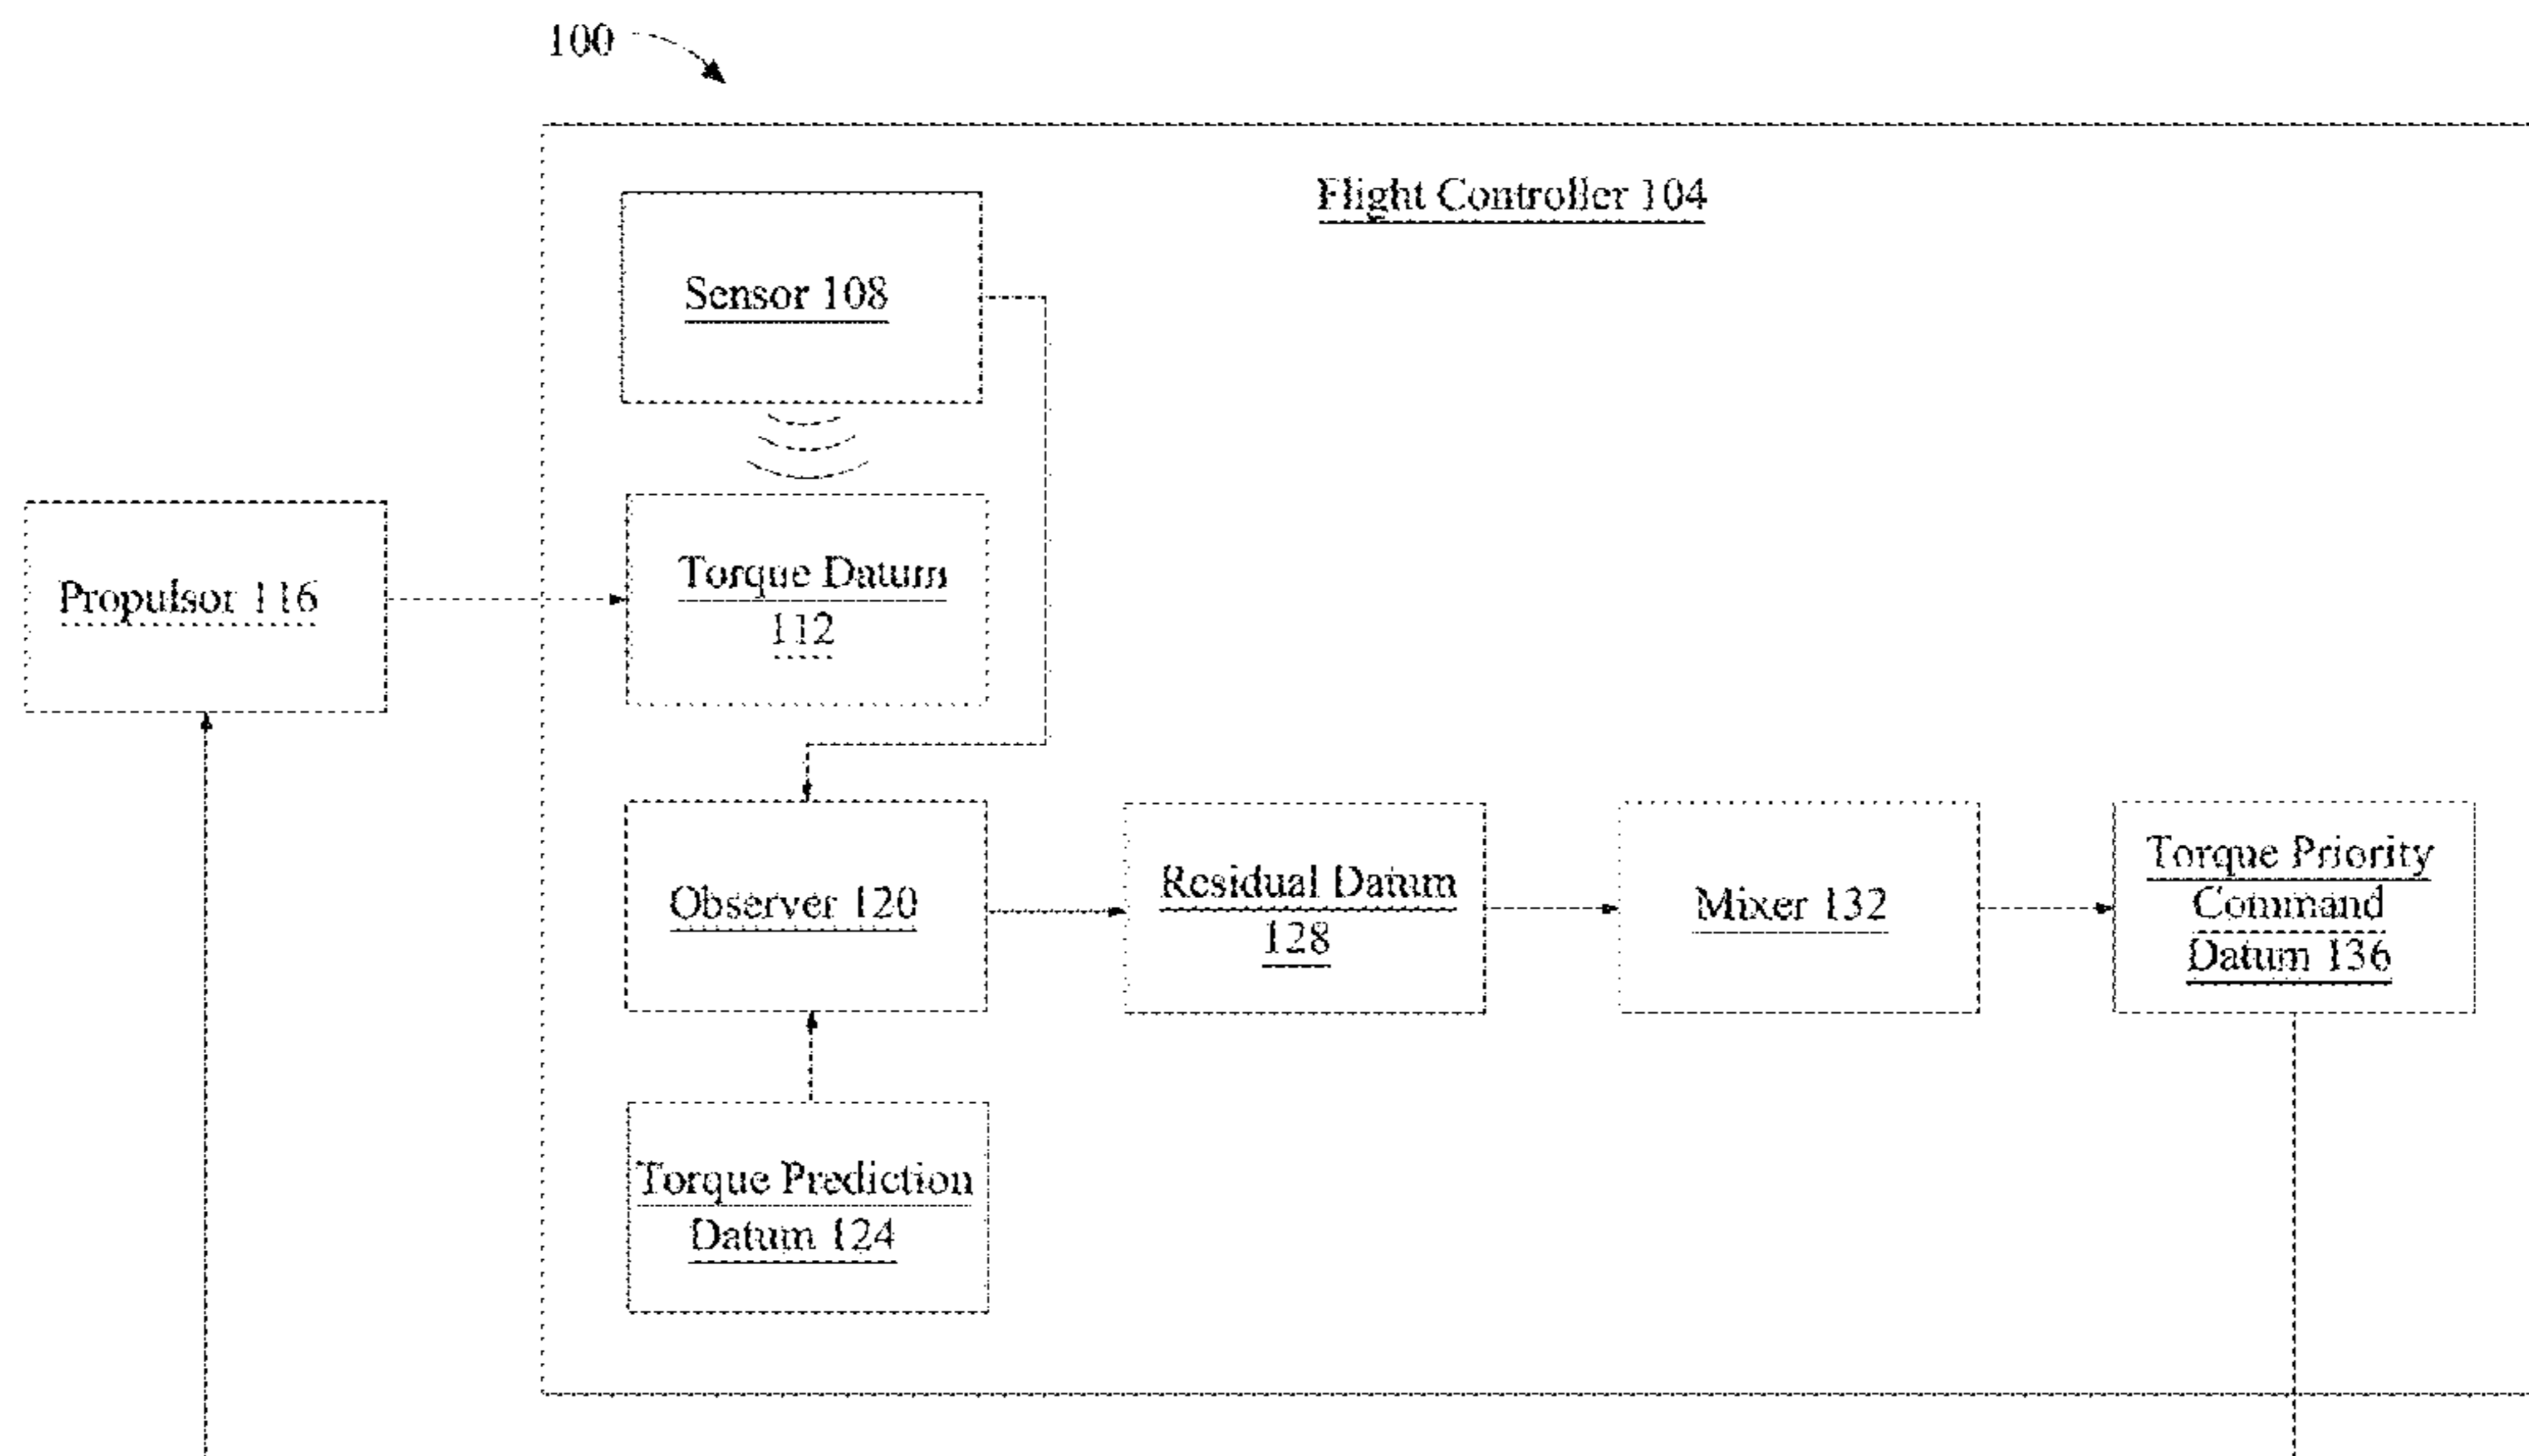 100
Flight Controller 104
Sensor 108
Propulsor 116
Torque Datum
112
Observer 120
Residual Datum
128
Mixer 132
Torque Priority
Command
Datum 136
Torque Prediction
Datum 124